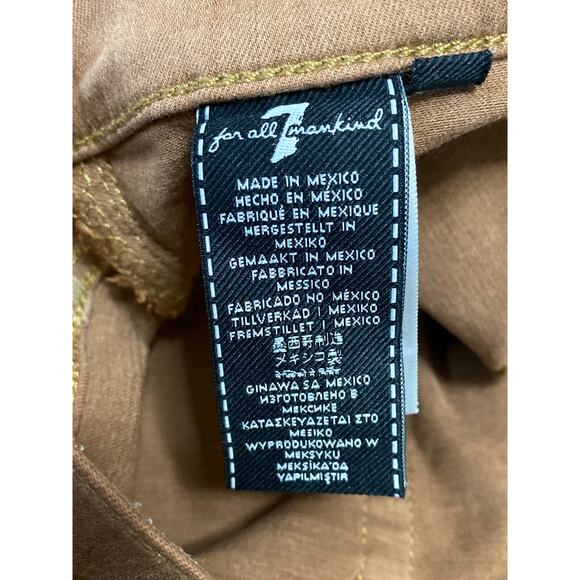 7 for all mankind
MADE IN MEXICO
HECHO EN MÉXICO
FABRIQUÉ EN MEXIQUE
HERGESTELLT IN
MEXIKO
GEMAAKT IN MEXICO
FABBRICATO IN
MESSICO
FABRICADO NO MÉXICO
TILLVERKAD I MEXIKO
FREMSTILLET I MEXICO
墨西哥制造
メキシコ製
GINAWA SA MEXICO
ИЗГОТОВЛЕНО В
МЕКСИКЕ
ΚΑΤΑΣΚΕΥΑΖΕΤΑΙ ΣΤΟ
ΜΕΞΙΚΟ
WYPRODUKOWANO W
MEKSYKU
MEKSİKA'DA
YAPILMIŞTIR